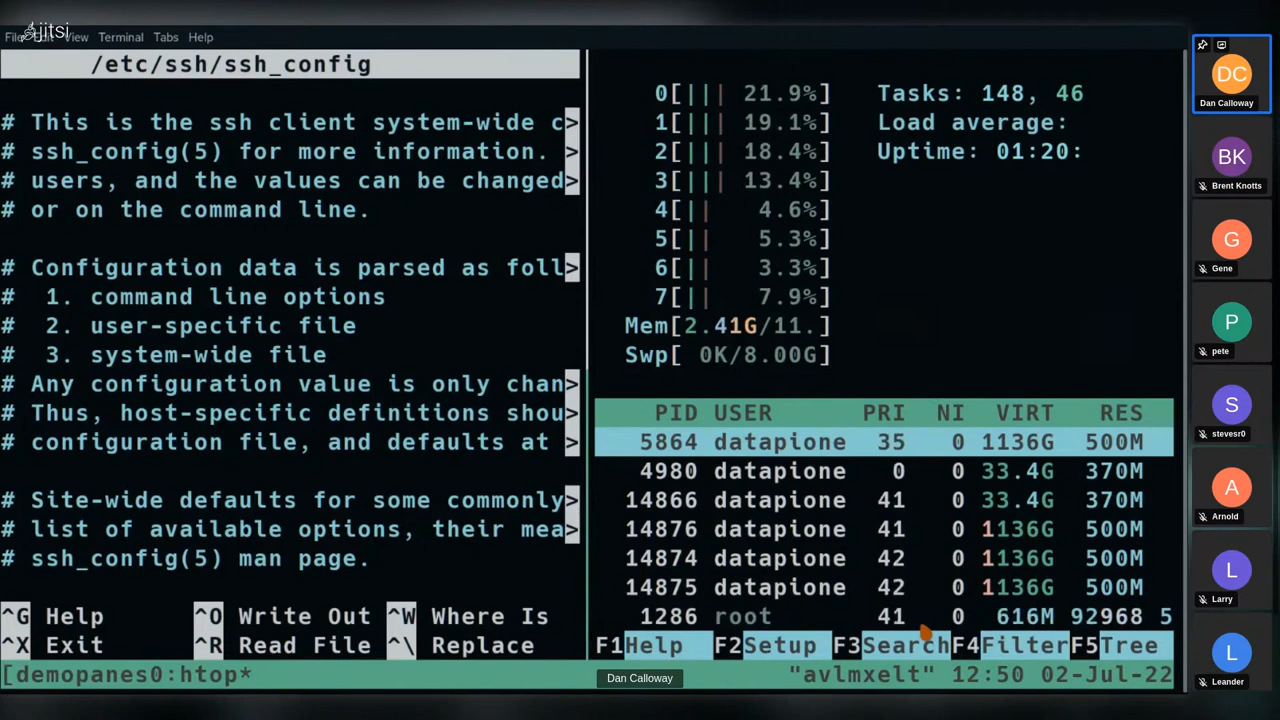 jitsi
File Edit View Terminal Tabs Help
/etc/ssh/ssh_config
# This is the ssh client system-wide c>
# ssh_config(5) for more information. >
# users, and the values can be changed>
# or on the command line.
# Configuration data is parsed as foll>
#  1. command line options
#  2. user-specific file
#  3. system-wide file
# Any configuration value is only chan>
# Thus, host-specific definitions shou>
# configuration file, and defaults at >
# Site-wide defaults for some commonly>
# list of available options, their mea>
# ssh_config(5) man page.
^G Help ^O Write Out ^W Where Is
^X Exit ^R Read File ^\ Replace
0[||| 21.9%]
1[||| 19.1%]
2[||| 18.4%]
3[||| 13.4%]
4[|| 4.6%]
5[|| 5.3%]
6[|| 3.3%]
7[|| 7.9%]
Mem[2.41G/11.]
Swp[ 0K/8.00G]
Tasks: 148, 46
Load average:
Uptime: 01:20:
PID USER PRI NI VIRT RES
5864 datapione 35 0 1136G 500M
4980 datapione 0 0 33.4G 370M
14866 datapione 41 0 33.4G 370M
14876 datapione 41 0 1136G 500M
14874 datapione 42 0 1136G 500M
14875 datapione 42 0 1136G 500M
1286 root 41 0 616M 92968 5
F1Help F2Setup F3Search F4Filter F5Tree
[demopanes0:htop* "avlmxelt" 12:50 02-Jul-22
Dan Calloway
DC
Dan Calloway
BK
Brent Knotts
G
Gene
P
pete
S
stevesr0
A
Arnold
L
Larry
L
Leander